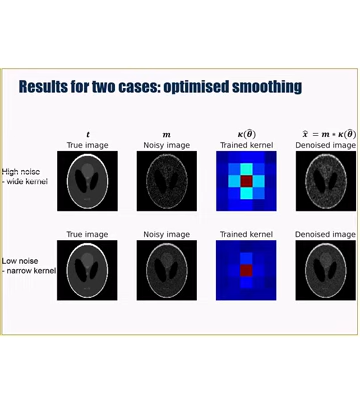 Results for two cases: optimised smoothing
t m κ(θ̂) x̂ = m * κ(θ̂)
True image Noisy image Trained kernel Denoised image
High noise
- wide kernel
True image Noisy image Trained kernel Denoised image
Low noise
- narrow kernel